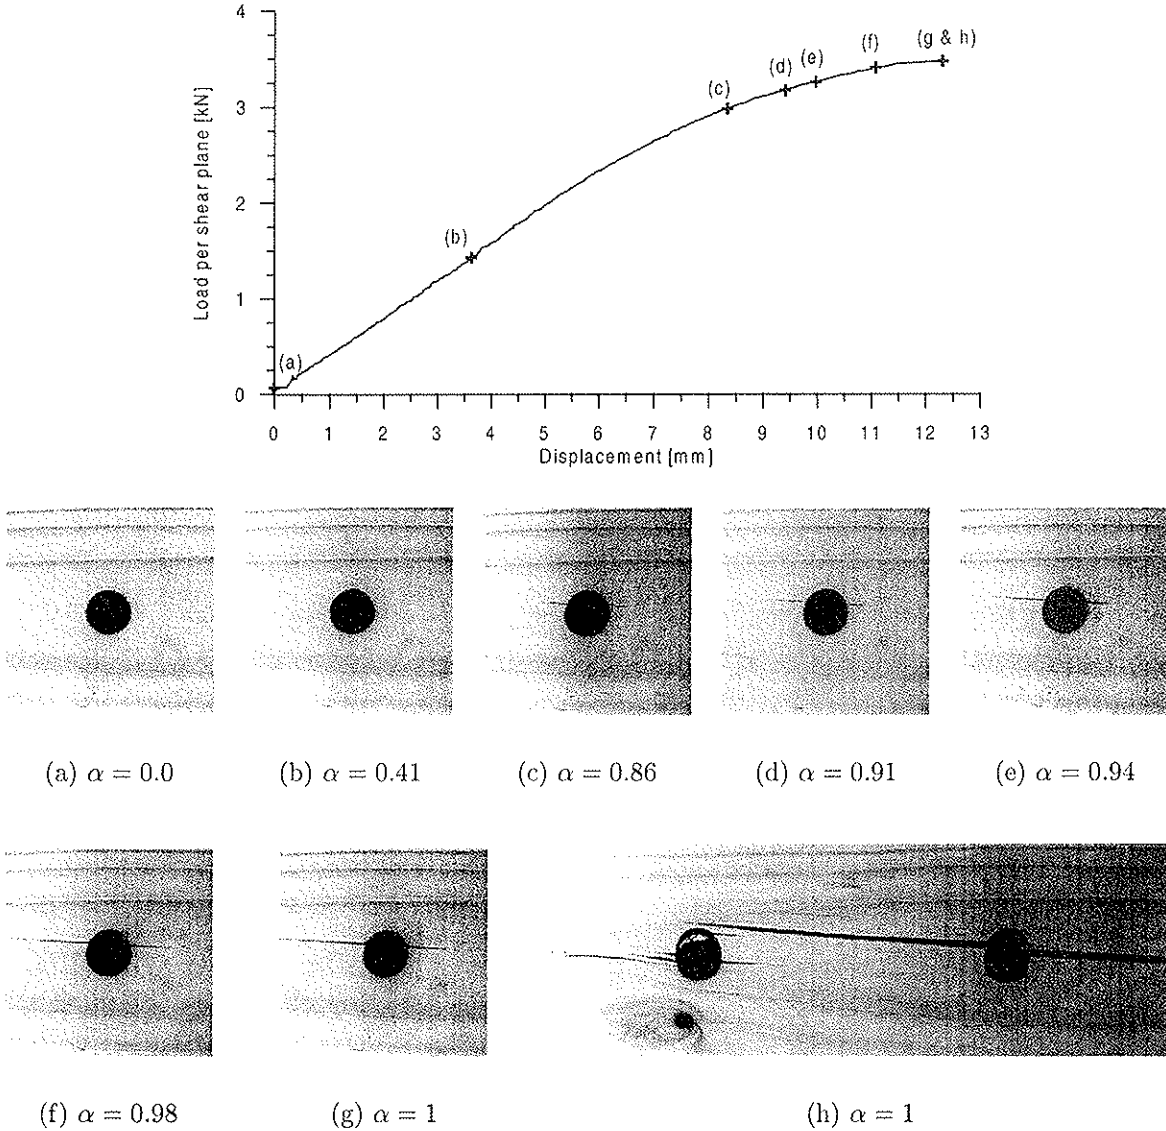 4
3
2
1
0
Load per shear plane [kN]
(a)
(b)
(c)
(d)
(e)
(f)
(g & h)
0 1 2 3 4 5 6 7 8 9 10 11 12 13
Displacement [mm]
(a) α = 0.0
(b) α = 0.41
(c) α = 0.86
(d) α = 0.91
(e) α = 0.94
(f) α = 0.98
(g) α = 1
(h) α = 1